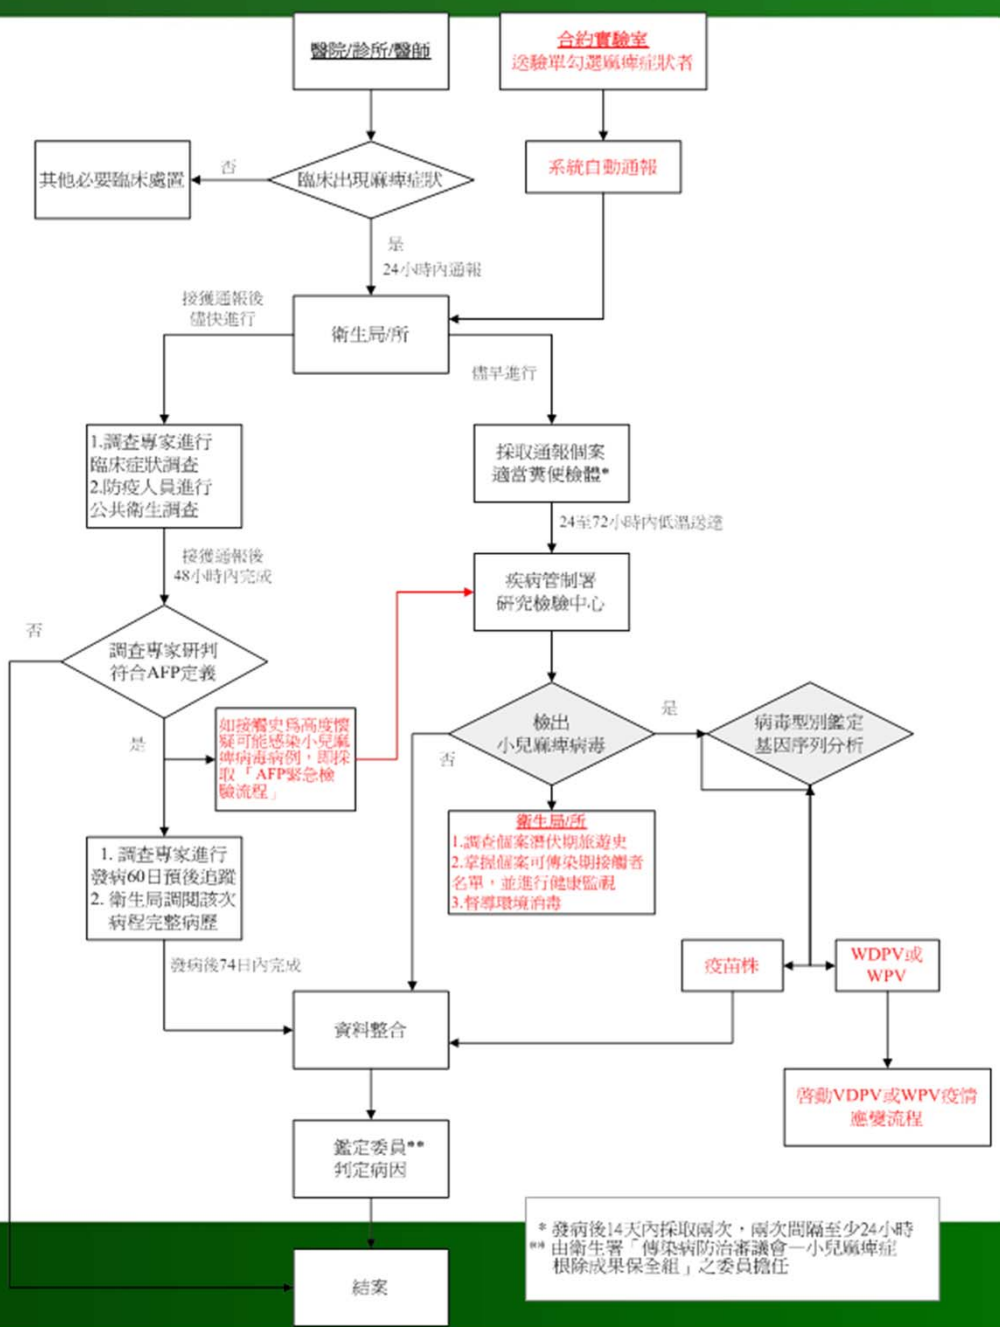 醫院/診所/醫師
合約實驗室
送驗單勾選麻痺症狀者
其他必要臨床處置
否
臨床出現麻痺症狀
系統自動通報
是
24小時內通報
接獲通報後
儘快進行
衛生局/所
儘早進行
1.調查專家進行
臨床症狀調查
2.防疫人員進行
公共衛生調查
採取通報個案
適當糞便檢體*
24至72小時內低溫送達
接獲通報後
48小時內完成
疾病管制署
研究檢驗中心
否
調查專家研判
符合AFP定義
是
如接觸史為高度懷
疑可能感染小兒麻
痺病毒病例,即採
取「AFP緊急檢
驗流程」
檢出
小兒麻痺病毒
是
否
病毒型別鑑定
基因序列分析
衛生局/所
1.調查個案潛伏期旅遊史
2.掌握個案可傳染期接觸者
名單,並進行健康監視
3.督導環境消毒
1. 調查專家進行
發病60日預後追蹤
2. 衛生局調閱該次
病程完整病歷
發病後74日內完成
疫苗株
WDPV或
WPV
資料整合
啓動VDPV或WPV疫情
應變流程
鑑定委員**
判定病因
* 發病後14天內採取兩次,兩次間隔至少24小時
** 由衛生署「傳染病防治審議會—小兒麻痺症
根除成果保全組」之委員擔任
結案